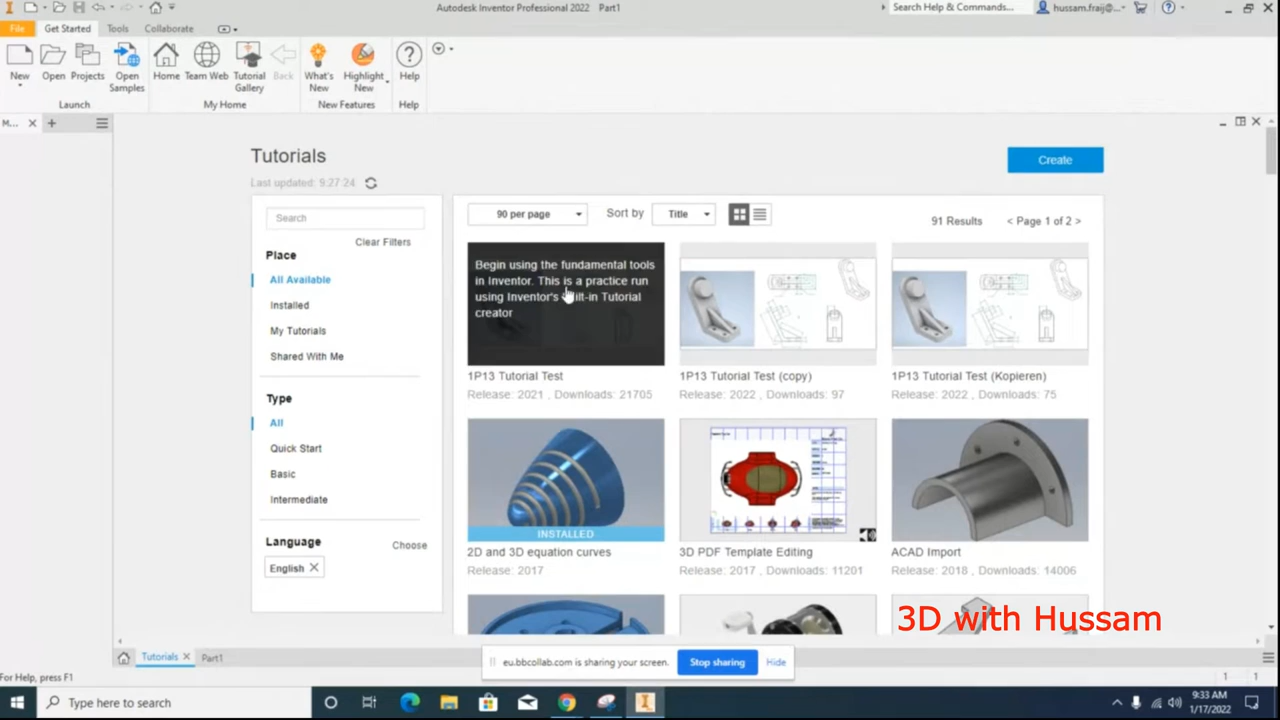 Autodesk Inventor Professional 2022 Part1
Search Help & Commands...
hussam.fraij@...
File
Get Started
Tools
Collaborate
New
Open
Projects
Open Samples
Home
Team Web
Tutorial Gallery
Back
What's New
Highlight New
Help
Launch
My Home
New Features
Help
M...
Tutorials
Create
Last updated: 9:27:24
Search
Clear Filters
Place
All Available
Installed
My Tutorials
Shared With Me
Type
All
Quick Start
Basic
Intermediate
Language
Choose
English
90 per page
Sort by
Title
91 Results
< Page 1 of 2 >
Begin using the fundamental tools
in Inventor. This is a practice run
using Inventor's Tutorial
creator
1P13 Tutorial Test
Release: 2021 , Downloads: 21705
1P13 Tutorial Test (copy)
Release: 2022 , Downloads: 97
1P13 Tutorial Test (Kopieren)
Release: 2022 , Downloads: 75
INSTALLED
2D and 3D equation curves
Release: 2017
3D PDF Template Editing
Release: 2017 , Downloads: 11201
ACAD Import
Release: 2018 , Downloads: 14006
3D with Hussam
Tutorials
Part1
eu.bbcollab.com is sharing your screen.
Stop sharing
Hide
For Help, press F1
1 1
Type here to search
9:33 AM
1/17/2022